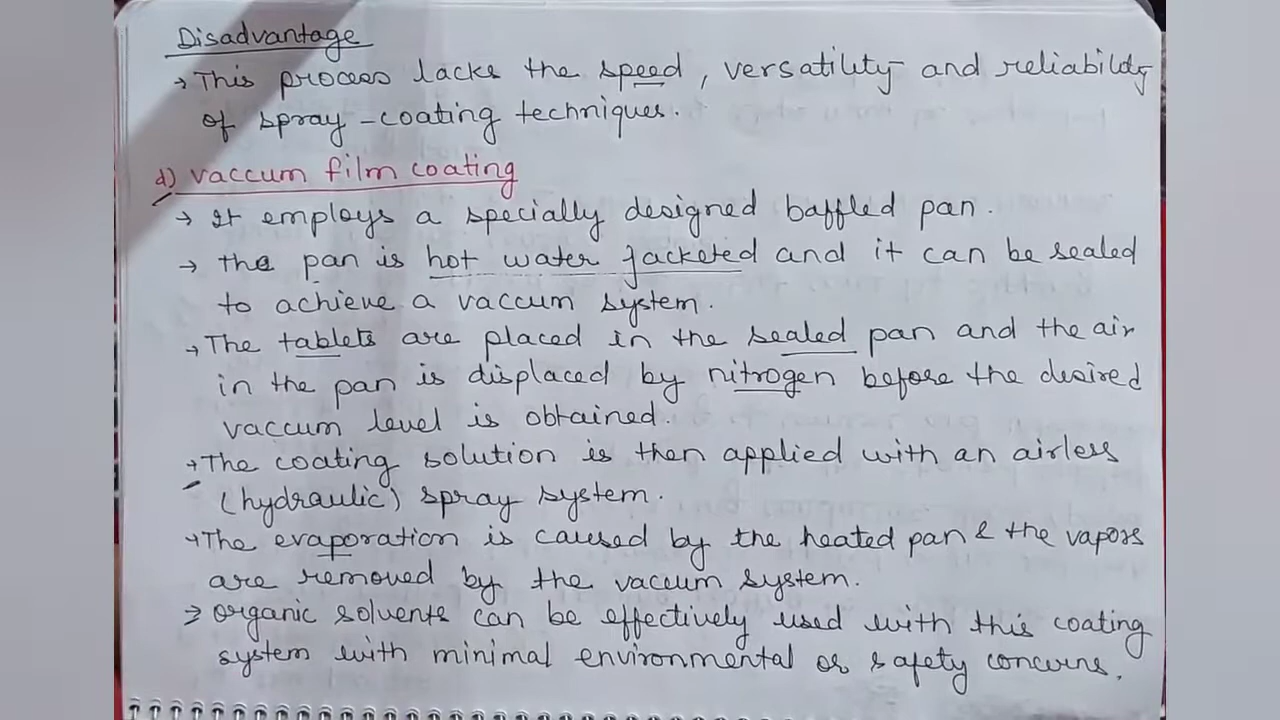 Disadvantage
→ This process lacks the speed, versatility and reliability
of spray-coating techniques.
d) vaccum film coating
→ It employs a specially designed baffled pan.
→ the pan is hot water jacketed and it can be sealed
to achieve a vaccum system.
→ The tablets are placed in the sealed pan and the air
in the pan is displaced by nitrogen before the desired
vaccum level is obtained.
→ The coating solution is then applied with an airless
(hydraulic) spray system.
→ The evaporation is caused by the heated pan & the vapors
are removed by the vaccum system.
→ organic solvents can be effectively used with this coating
system with minimal environmental or safety concerns.